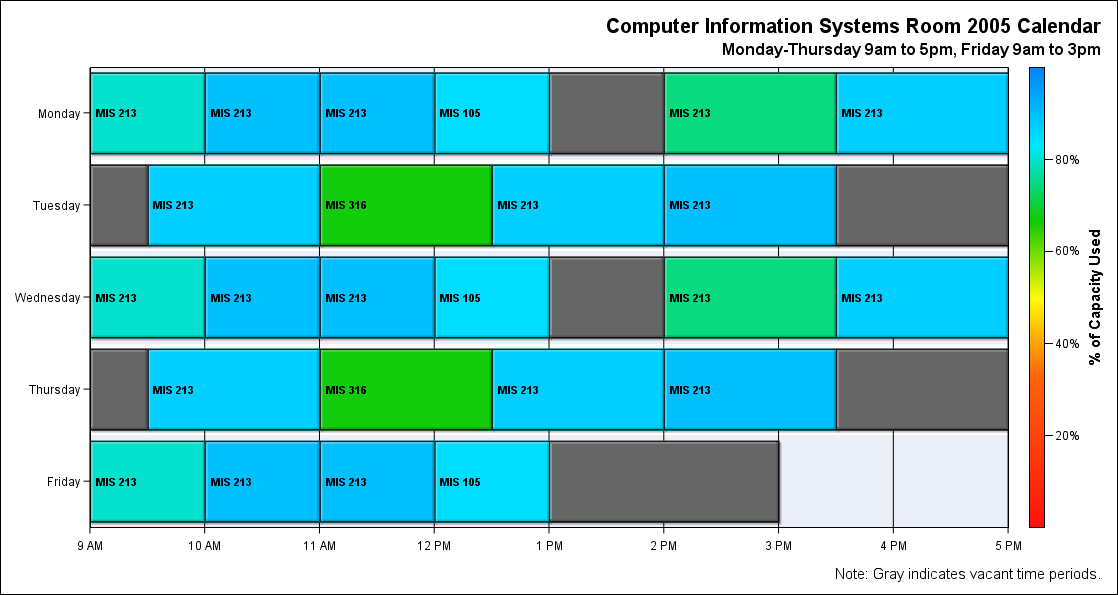 Computer Information Systems Room 2005 Calendar
Monday-Thursday 9am to 5pm, Friday 9am to 3pm
Monday
MIS 213
MIS 213
MIS 213
MIS 105
MIS 213
MIS 213
Tuesday
MIS 213
MIS 316
MIS 213
MIS 213
Wednesday
MIS 213
MIS 213
MIS 213
MIS 105
MIS 213
MIS 213
Thursday
MIS 213
MIS 316
MIS 213
MIS 213
Friday
MIS 213
MIS 213
MIS 213
MIS 105
9 AM
10 AM
11 AM
12 PM
1 PM
2 PM
3 PM
4 PM
5 PM
80%
60%
40%
20%
% of Capacity Used
Note: Gray indicates vacant time periods.